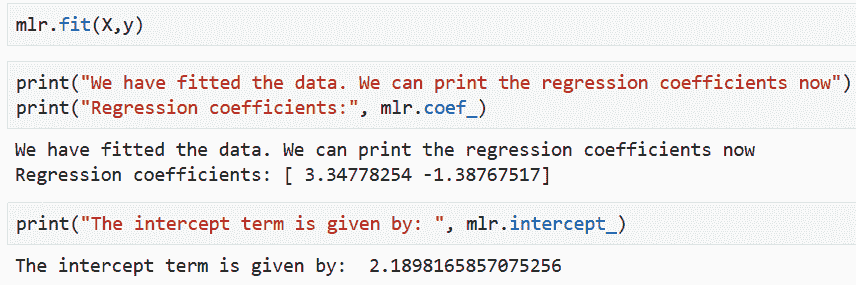 mlr.fit(X,y)
print("We have fitted the data. We can print the regression coefficients now")
print("Regression coefficients:", mlr.coef_)
We have fitted the data. We can print the regression coefficients now
Regression coefficients: [ 3.34778254 -1.38767517]
print("The intercept term is given by: ", mlr.intercept_)
The intercept term is given by:  2.1898165857075256